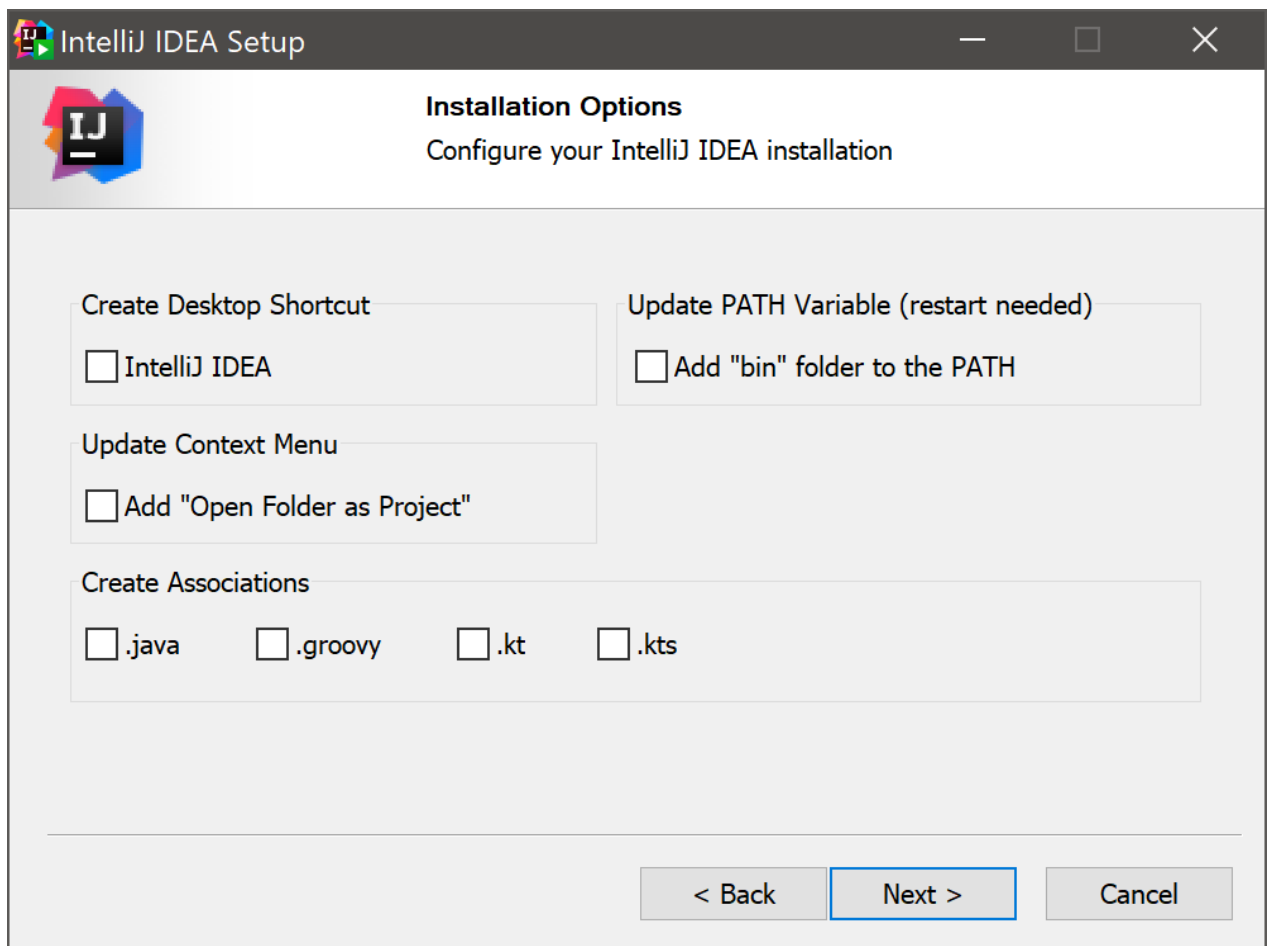 IntelliJ IDEA Setup
IJ
Installation Options
Configure your IntelliJ IDEA installation
Create Desktop Shortcut
IntelliJ IDEA
Update PATH Variable (restart needed)
Add "bin" folder to the PATH
Update Context Menu
Add "Open Folder as Project"
Create Associations
.java .groovy .kt .kts
< Back Next > Cancel